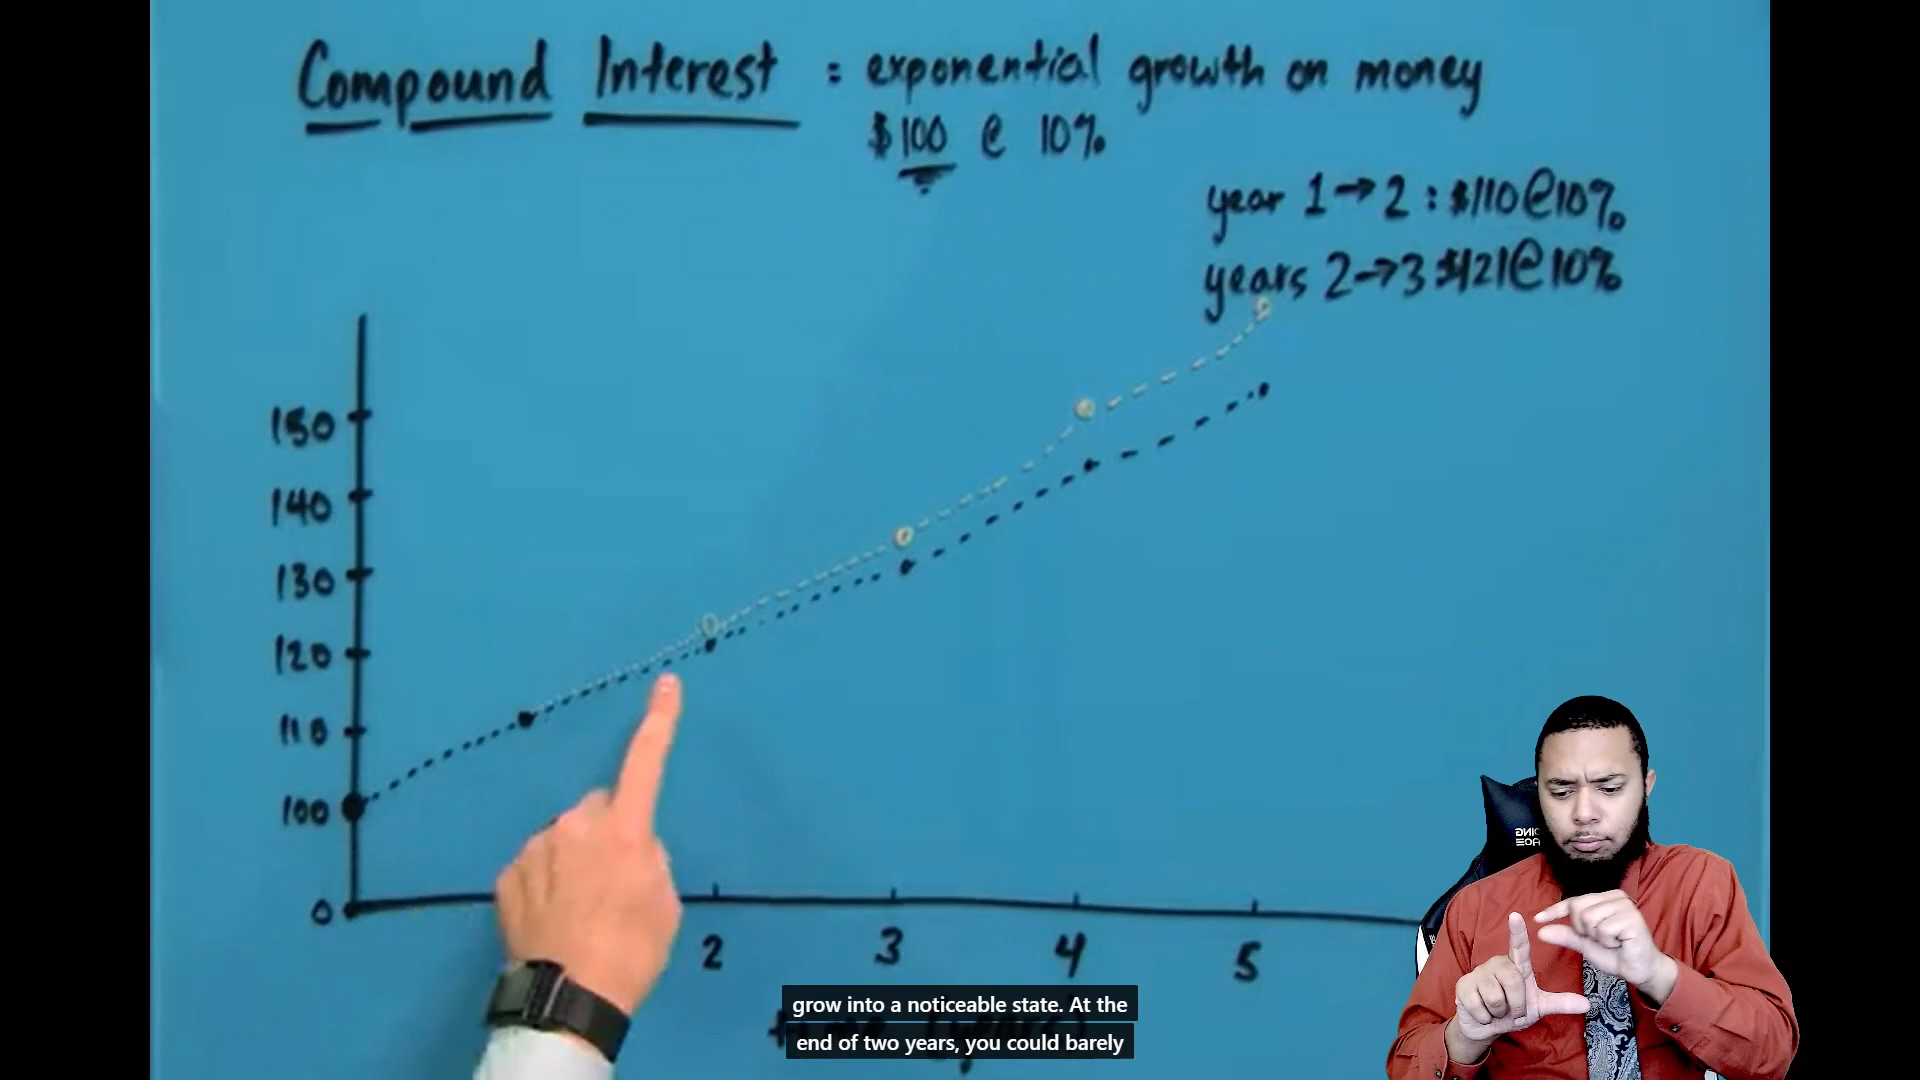 Compound Interest : exponential growth on money
$100 @ 10%
year 1→2 : $110@10%
years 2→3 $121@10%
150
140
130
120
110
100
0
2 3 4 5
grow into a noticeable state. At the
end of two years, you could barely